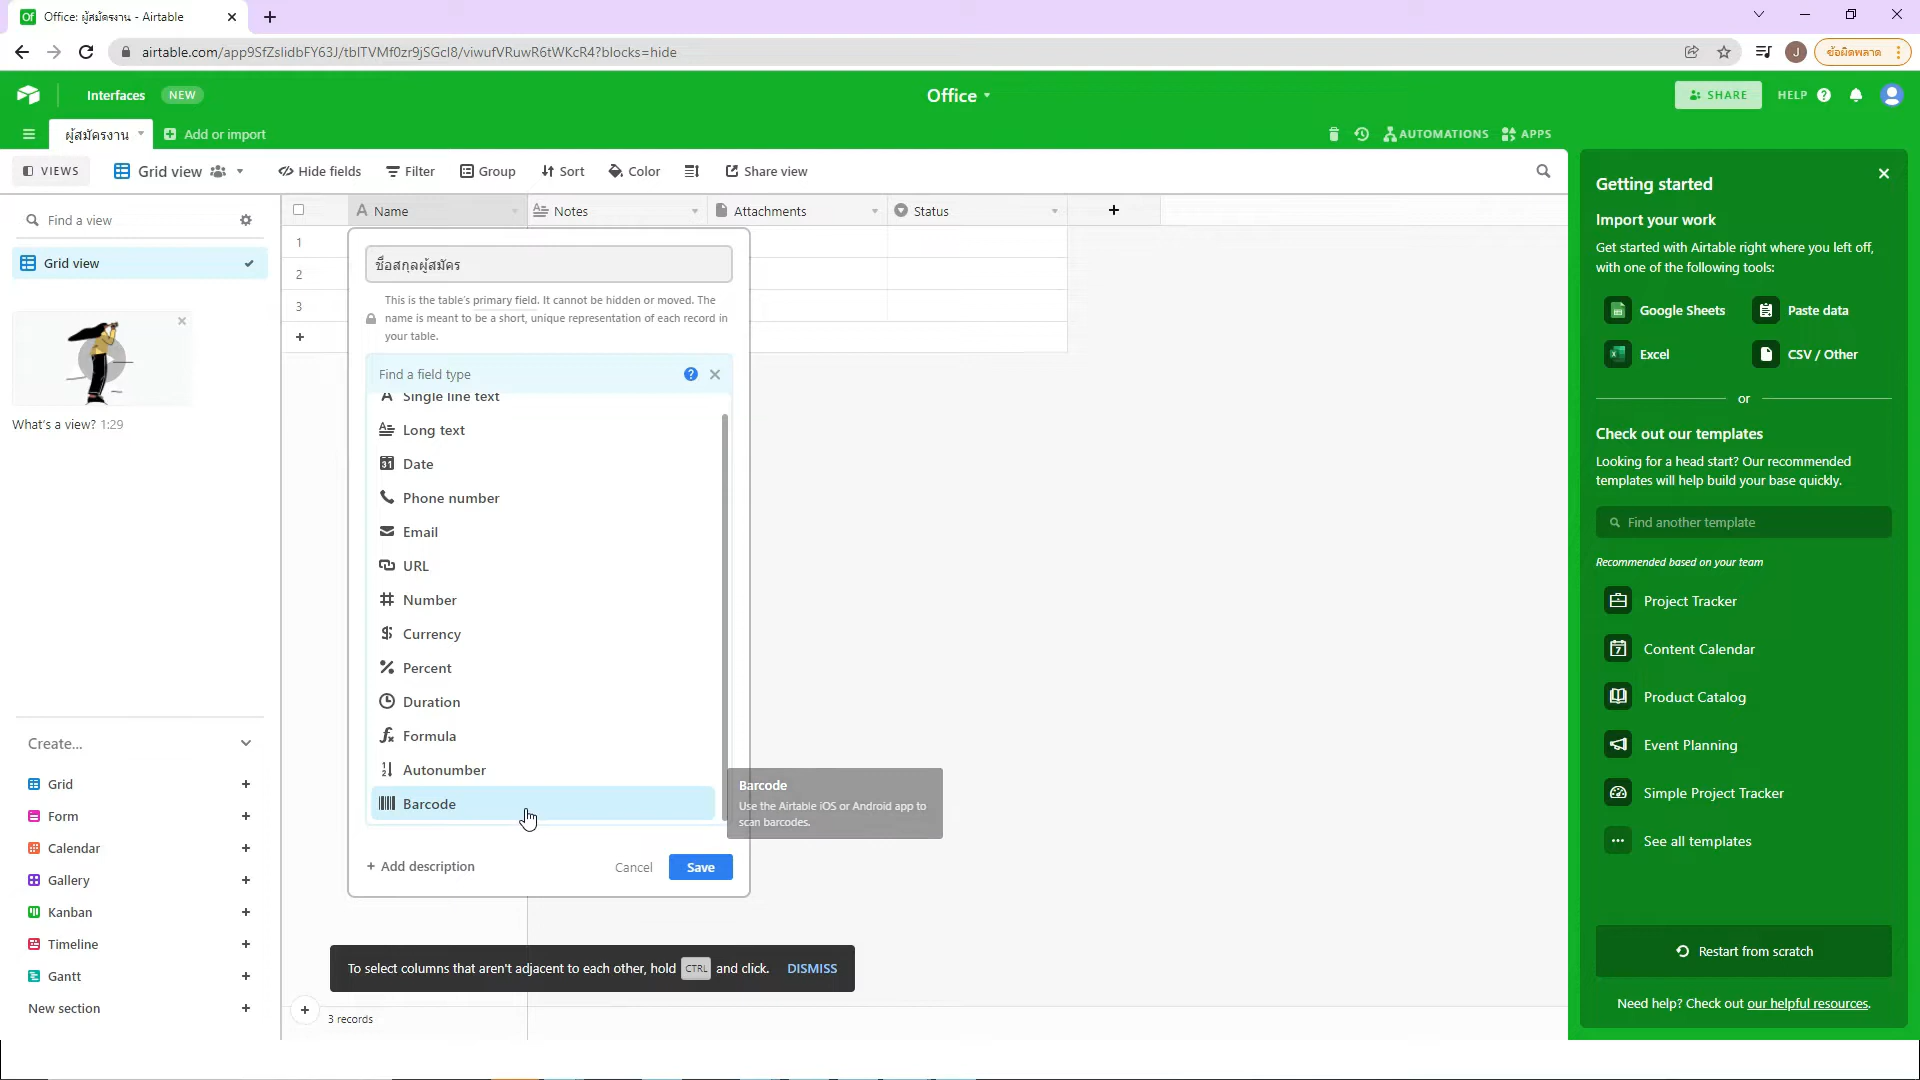 Office: ผู้สมัครงาน - Airtable
airtable.com/app9SfZslidbFY63J/tblTVMf0zr9jSGcl8/viwufVRuwR6tWKcR4?blocks=hide
J
ข้อผิดพลาด
Interfaces
NEW
Office
SHARE
HELP
ผู้สมัครงาน
Add or import
AUTOMATIONS
APPS
VIEWS
Grid view
Hide fields
Filter
Group
Sort
Color
Share view
Find a view
Grid view
What's a view? 1:29
Create...
Grid
Form
Calendar
Gallery
Kanban
Timeline
Gantt
New section
Name
Notes
Attachments
Status
1
2
3
ชื่อสกุลผู้สมัคร
This is the table's primary field. It cannot be hidden or moved. The
name is meant to be a short, unique representation of each record in
your table.
Find a field type
Single line text
Long text
Date
Phone number
Email
URL
Number
Currency
Percent
Duration
Formula
Autonumber
Barcode
Barcode
Use the Airtable iOS or Android app to
scan barcodes.
+ Add description
Cancel
Save
To select columns that aren't adjacent to each other, hold CTRL and click. DISMISS
3 records
Getting started
Import your work
Get started with Airtable right where you left off,
with one of the following tools:
Google Sheets
Paste data
Excel
CSV / Other
or
Check out our templates
Looking for a head start? Our recommended
templates will help build your base quickly.
Find another template
Recommended based on your team
Project Tracker
Content Calendar
Product Catalog
Event Planning
Simple Project Tracker
See all templates
Restart from scratch
Need help? Check out our helpful resources.